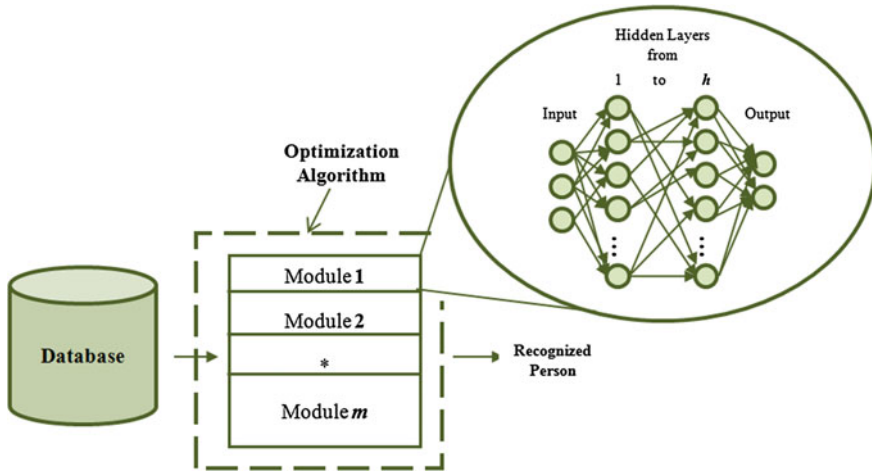 Hidden Layers
from
1 to h
Input
Output
Optimization
Algorithm
Module 1
Module 2
*
Module m
Database
Recognized
Person